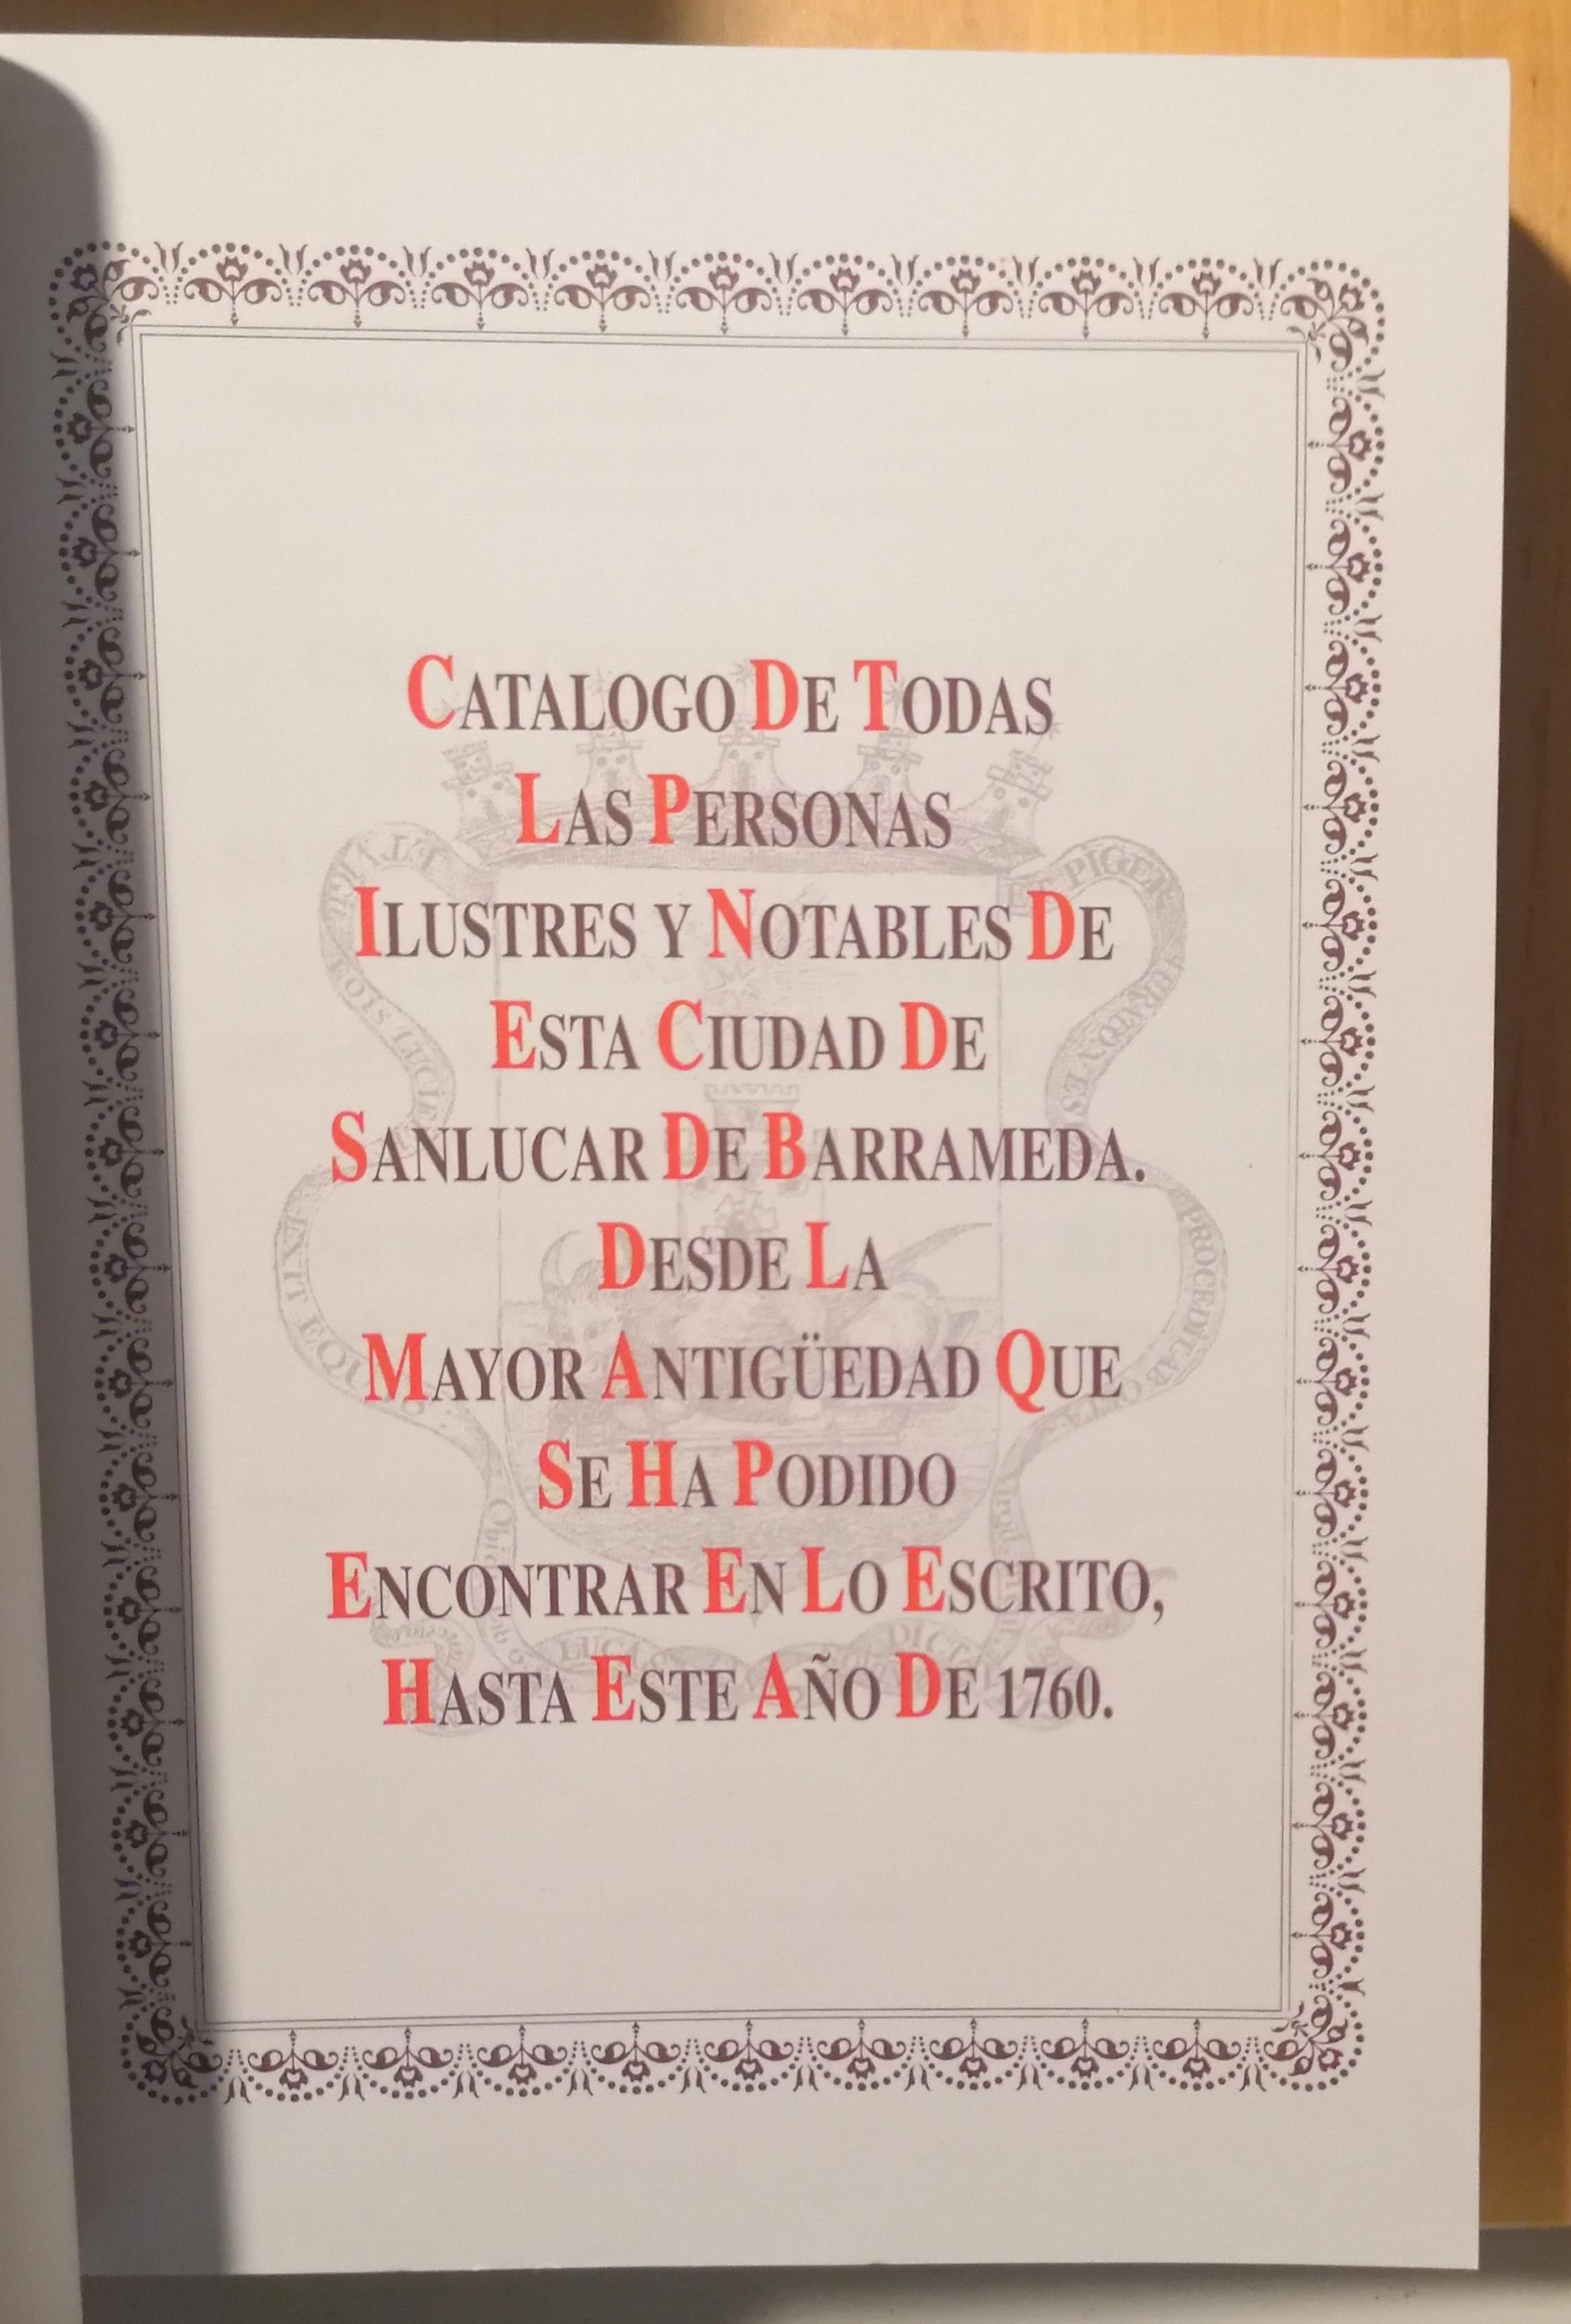 CATALOGO DE TODAS
LAS PERSONAS
ILUSTRES Y NOTABLES DE
ESTA CIUDAD DE
SANLUCAR DE BARRAMEDA.
DESDE LA
MAYOR ANTIGÜEDAD QUE
SE HA PODIDO
ENCONTRAR EN LO ESCRITO,
HASTA ESTE AÑO DE 1760.
PIGER